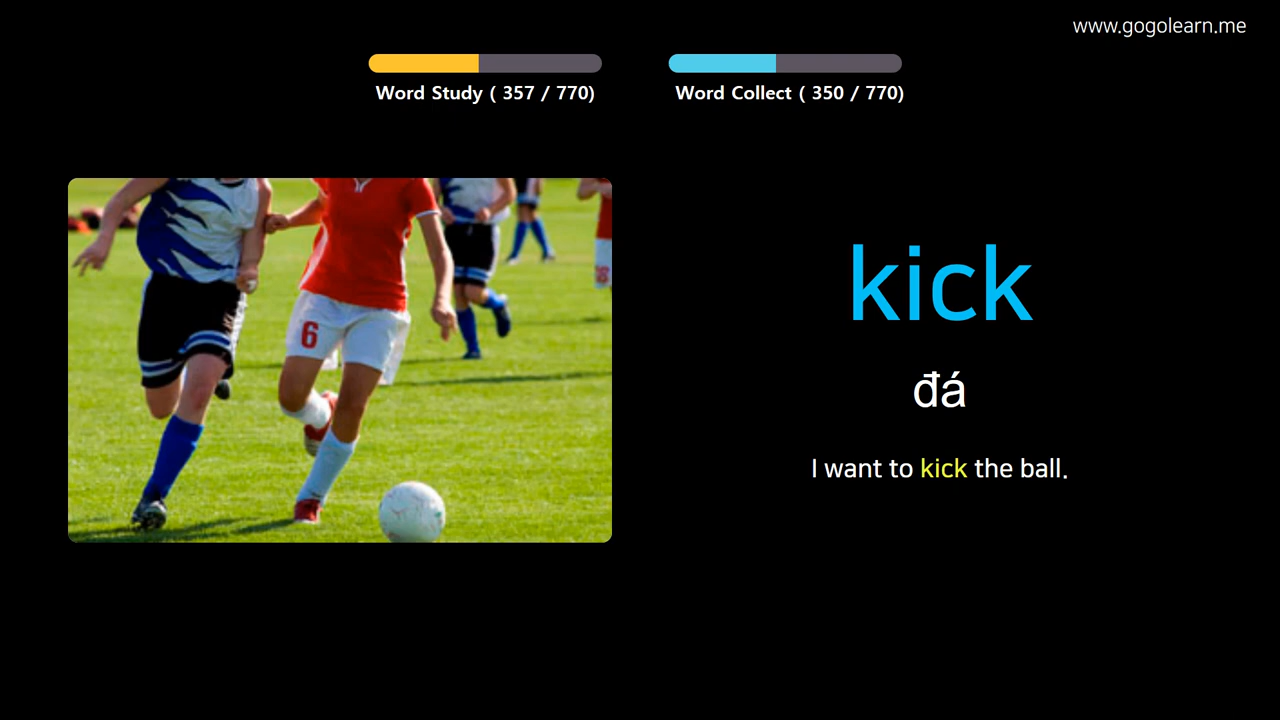 www.gogolearn.me
Word Study ( 357 / 770)
Word Collect ( 350 / 770)
6
kick
đá
I want to kick the ball.